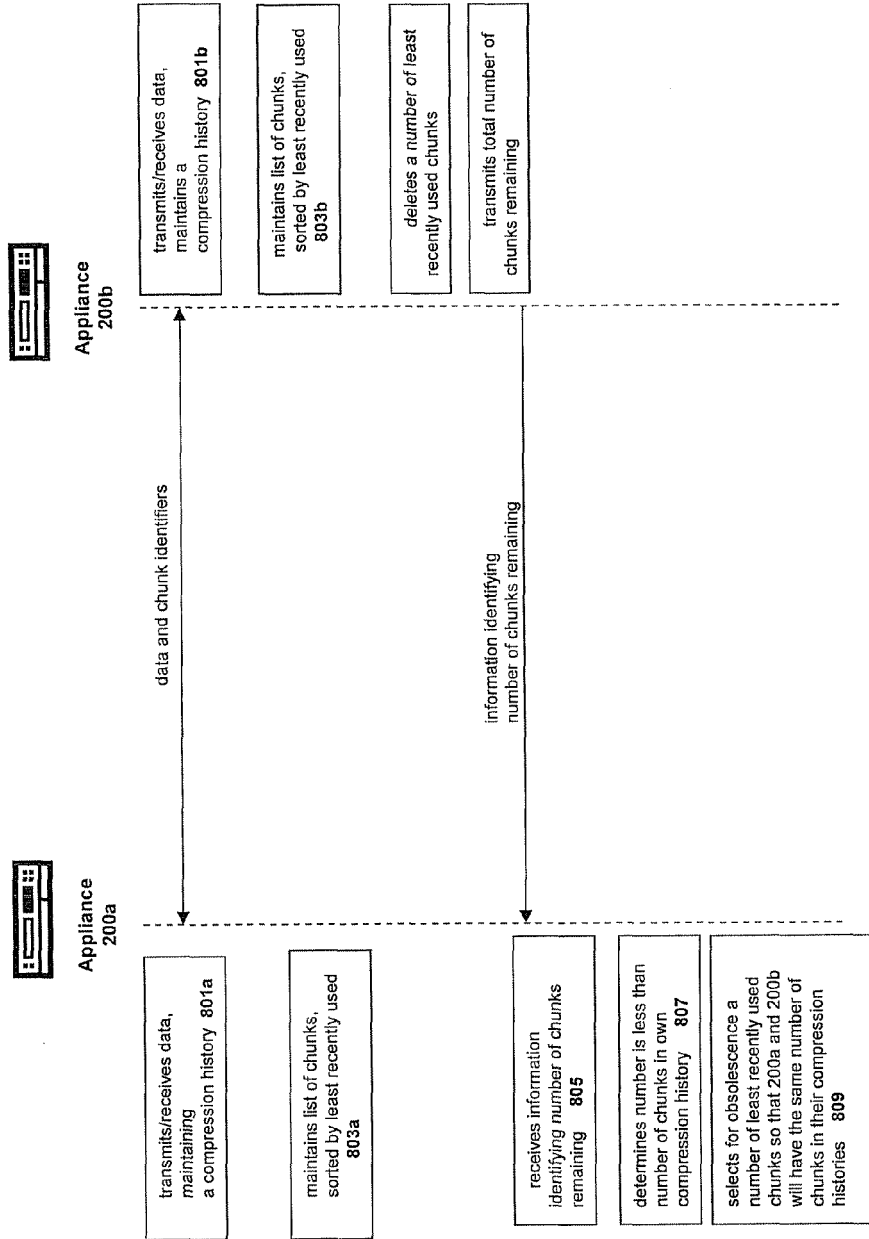 Appliance
200a
transmits/receives data,
maintaining
a compression history 801a
maintains list of chunks,
sorted by least recently used
803a
receives information
identifying number of chunks
remaining 805
determines number is less than
number of chunks in own
compression history 807
selects for obsolescence a
number of least recently used
chunks so that 200a and 200b
will have the same number of
chunks in their compression
histories 809
data and chunk identifiers
information identifying
number of chunks remaining
Appliance
200b
transmits/receives data,
maintains a
compression history 801b
maintains list of chunks,
sorted by least recently used
803b
deletes a number of least
recently used chunks
transmits total number of
chunks remaining